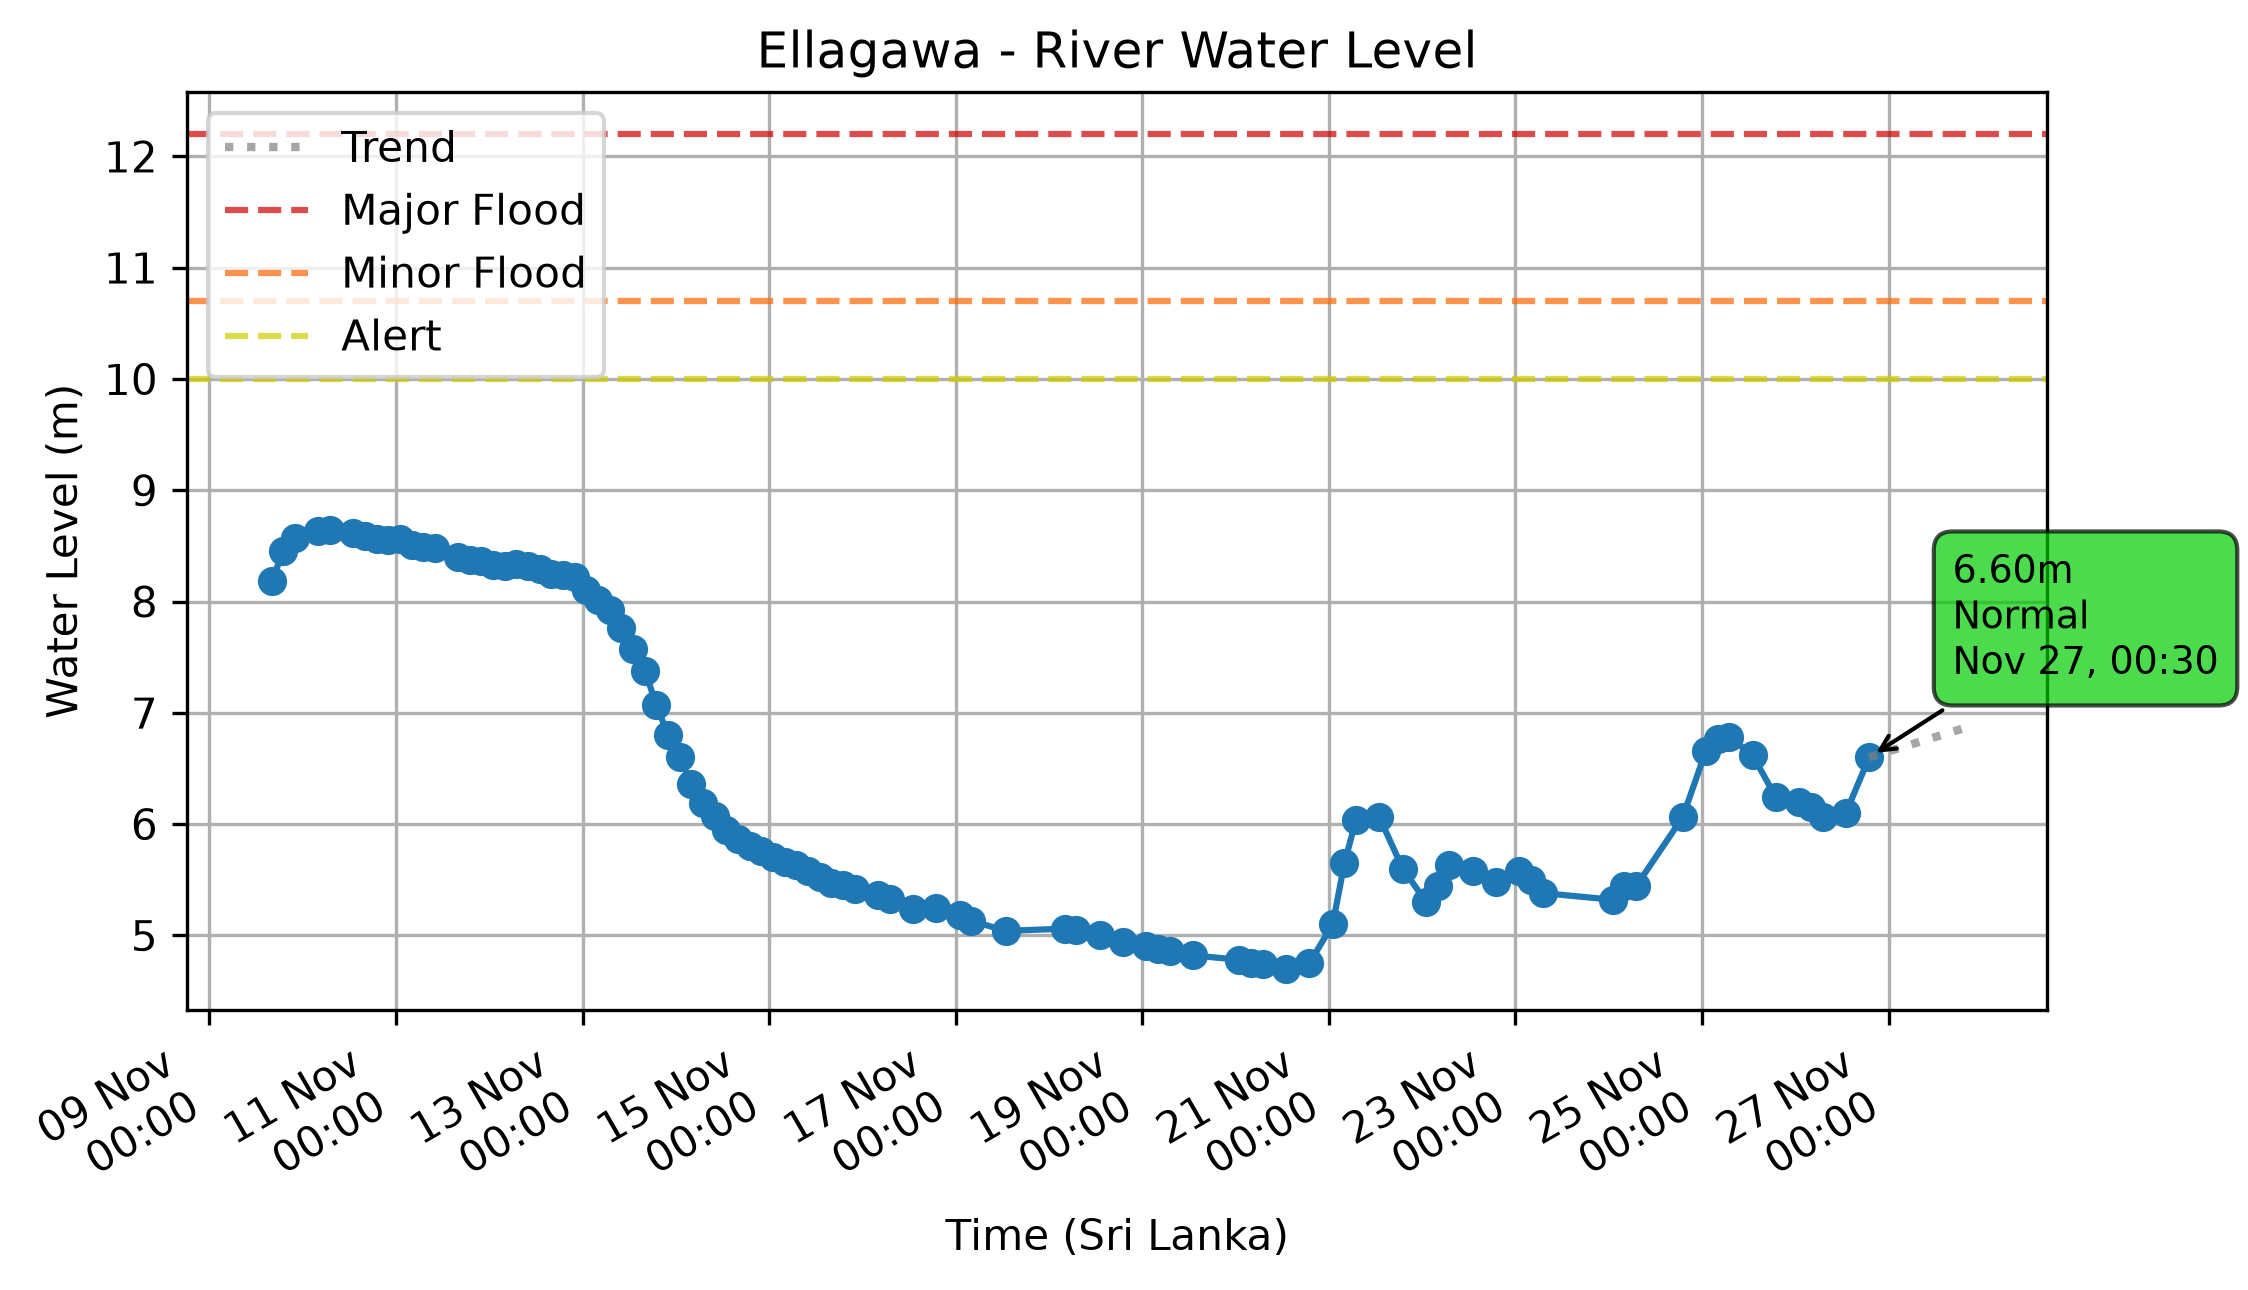 Ellagawa - River Water Level
Trend
Major Flood
Minor Flood
Alert
12
11
10
9
8
7
6
5
Water Level (m)
6.60m
Normal
Nov 27, 00:30
09 Nov
00:00
11 Nov
00:00
13 Nov
00:00
15 Nov
00:00
17 Nov
00:00
19 Nov
00:00
21 Nov
00:00
23 Nov
00:00
25 Nov
00:00
27 Nov
00:00
Time (Sri Lanka)